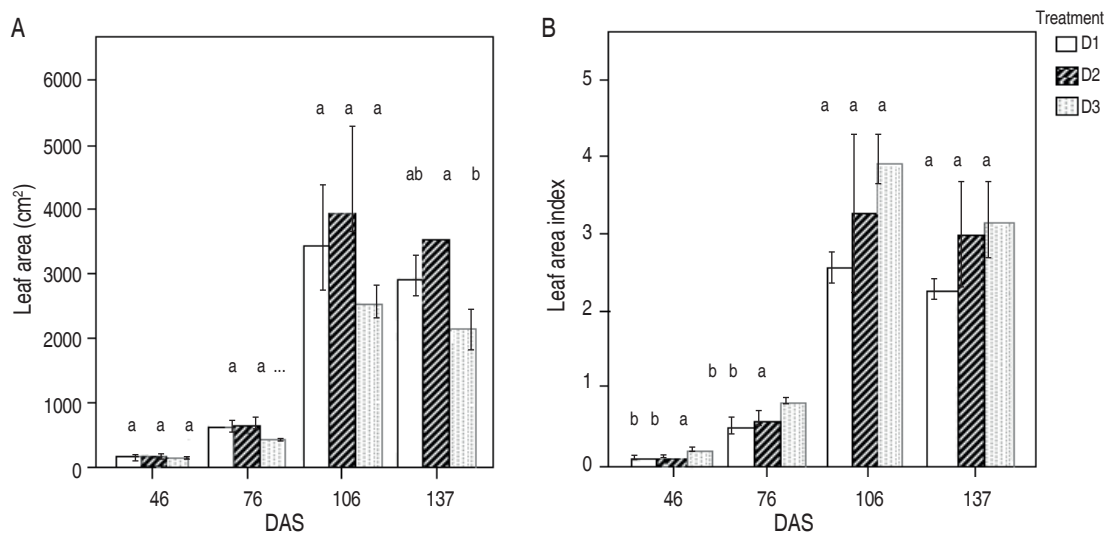 A
Leaf area (cm²)
6000
5000
4000
3000
2000
1000
0
a a a
a a ...
a a a
ab a b
46 76 106 137
DAS
B
Leaf area index
5
4
3
2
1
0
b b a
b b a
a a a
a a a
46 76 106 137
DAS
Treatment
D1
D2
D3